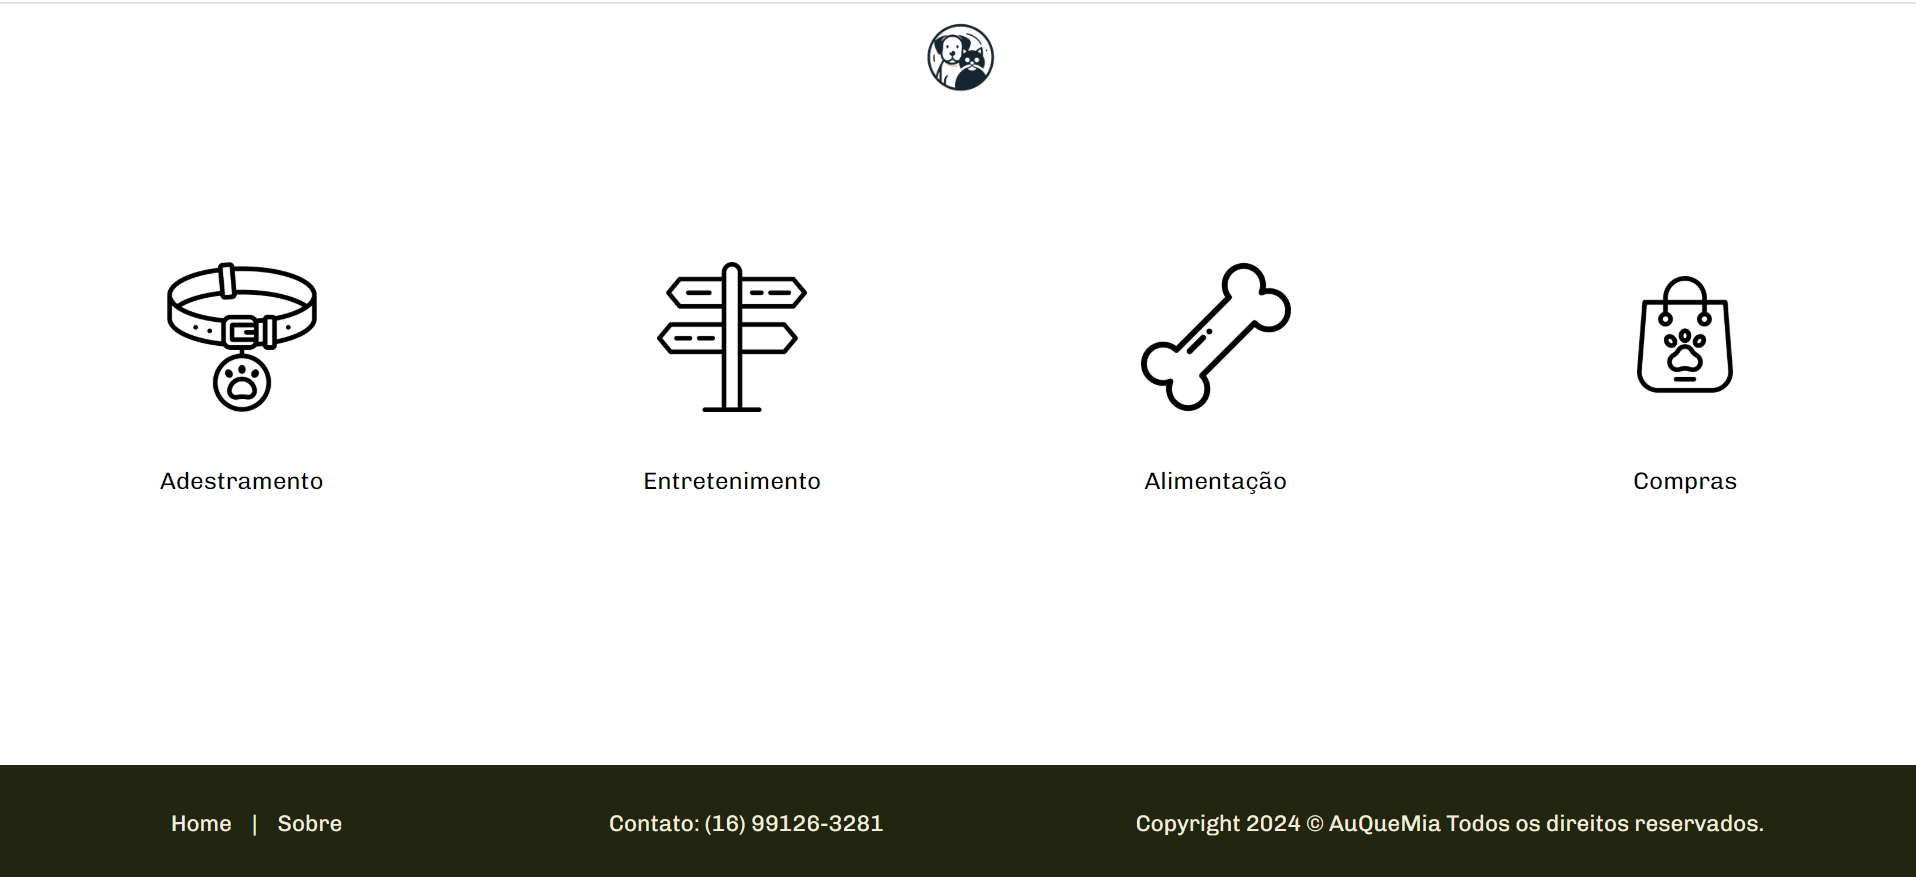 Adestramento
Entretenimento
Alimentação
Compras
Home | Sobre
Contato: (16) 99126-3281
Copyright 2024 © AuQueMia Todos os direitos reservados.